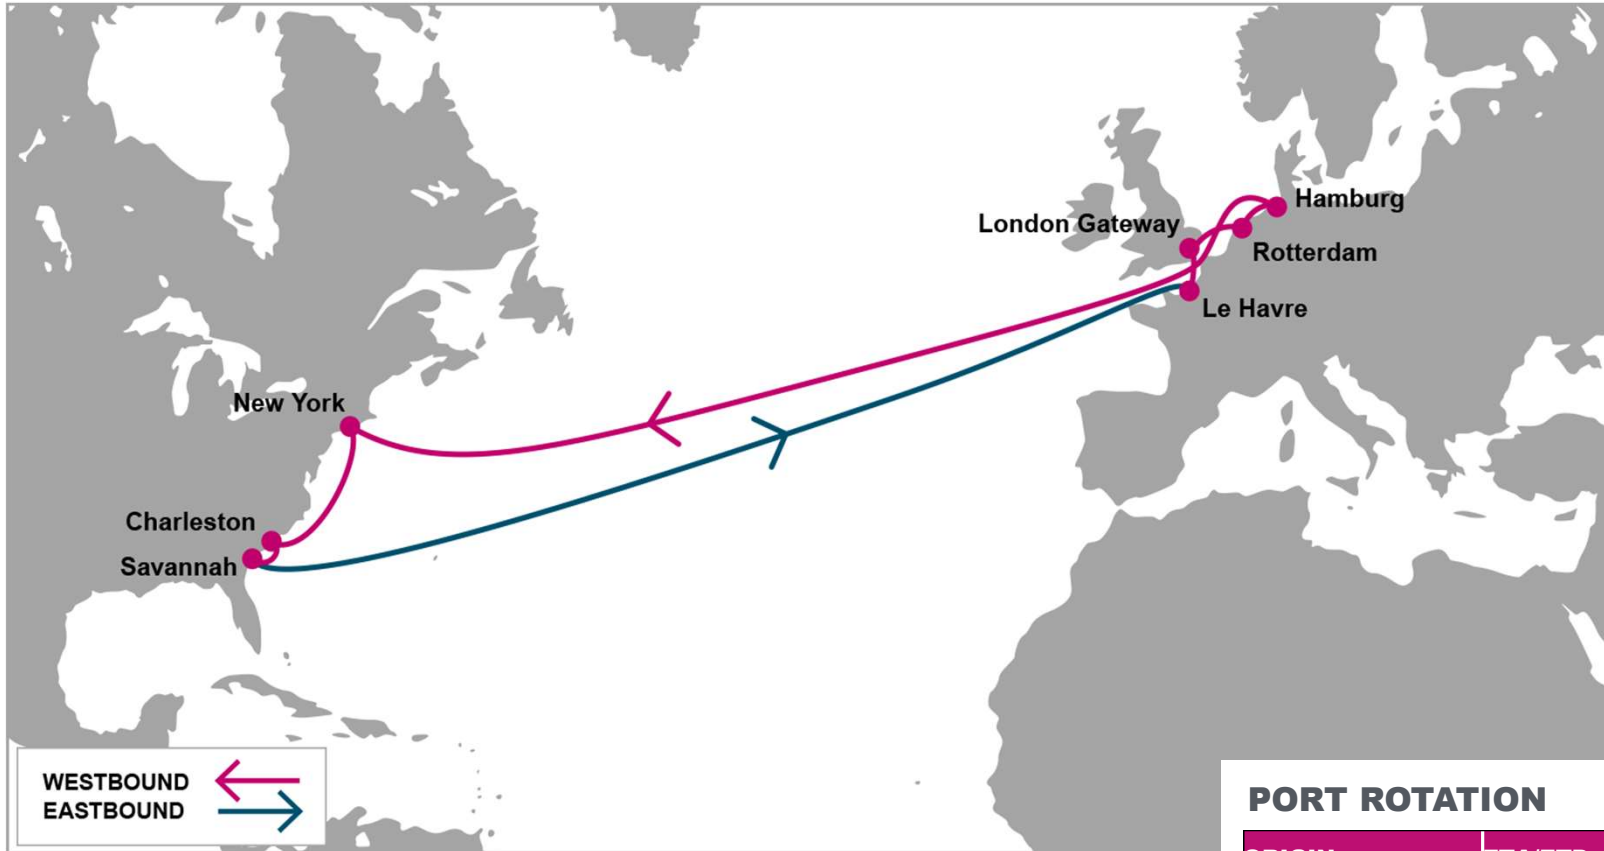 Hamburg
London Gateway
Rotterdam
Le Havre
New York
Charleston
Savannah
WESTBOUND
EASTBOUND
PORT ROTATION